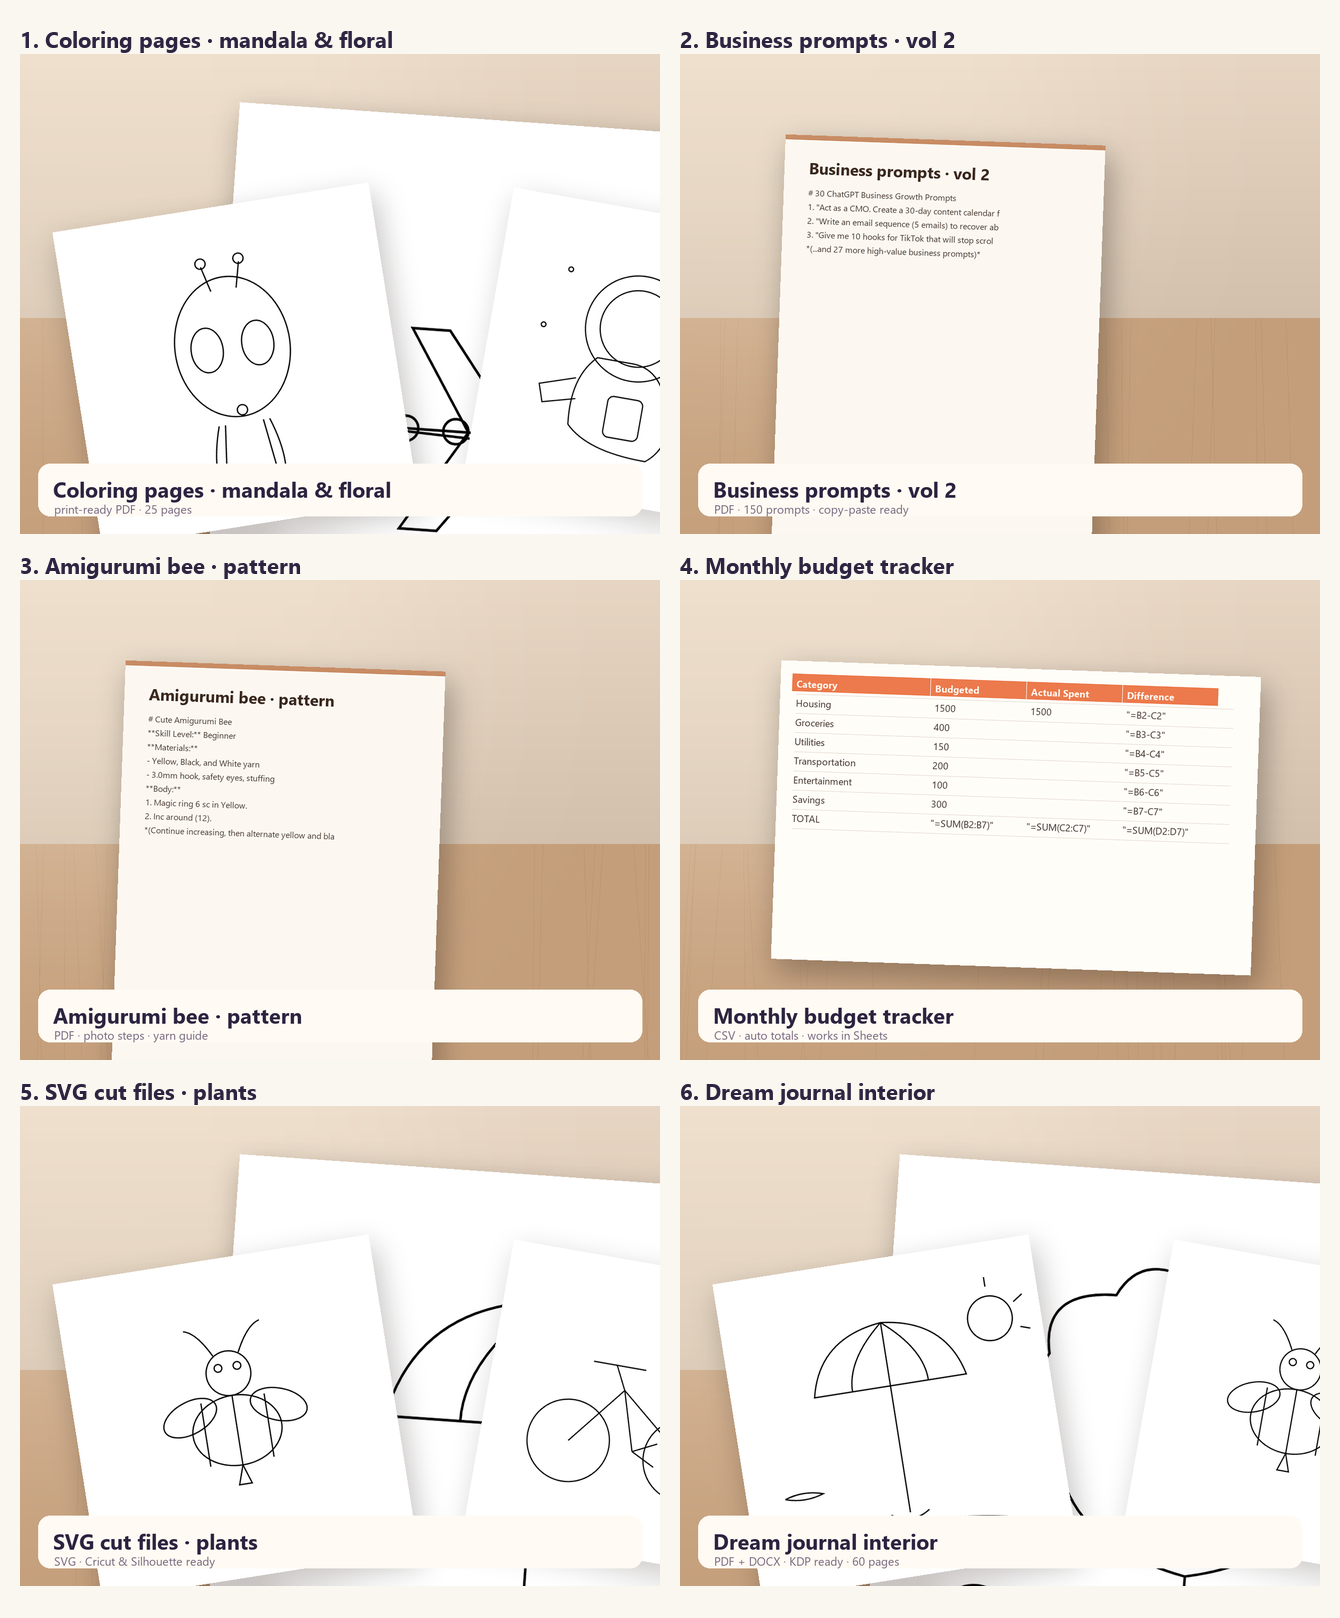 1. Coloring pages · mandala & floral
Coloring pages · mandala & floral
print-ready PDF · 25 pages
2. Business prompts · vol 2
Business prompts · vol 2
# 30 ChatGPT Business Growth Prompts
1. "Act as a CMO. Create a 30-day content calendar f
2. "Write an email sequence (5 emails) to recover ab
3. "Give me 10 hooks for TikTok that will stop scrol
*(...and 27 more high-value business prompts)*
Business prompts · vol 2
PDF · 150 prompts · copy-paste ready
3. Amigurumi bee · pattern
Amigurumi bee · pattern
# Cute Amigurumi Bee
**Skill Level:** Beginner
**Materials:**
- Yellow, Black, and White yarn
- 3.0mm hook, safety eyes, stuffing
**Body:**
1. Magic ring 6 sc in Yellow.
2. Inc around (12).
*(Continue increasing, then alternate yellow and bla
Amigurumi bee · pattern
PDF · photo steps · yarn guide
4. Monthly budget tracker
Category Budgeted Actual Spent Difference
Housing 1500 1500 "=B2-C2"
Groceries 400 "=B3-C3"
Utilities 150 "=B4-C4"
Transportation 200 "=B5-C5"
Entertainment 100 "=B6-C6"
Savings 300 "=B7-C7"
TOTAL "=SUM(B2:B7)" "=SUM(C2:C7)" "=SUM(D2:D7)"
Monthly budget tracker
CSV · auto totals · works in Sheets
5. SVG cut files · plants
SVG cut files · plants
SVG · Cricut & Silhouette ready
6. Dream journal interior
Dream journal interior
PDF + DOCX · KDP ready · 60 pages